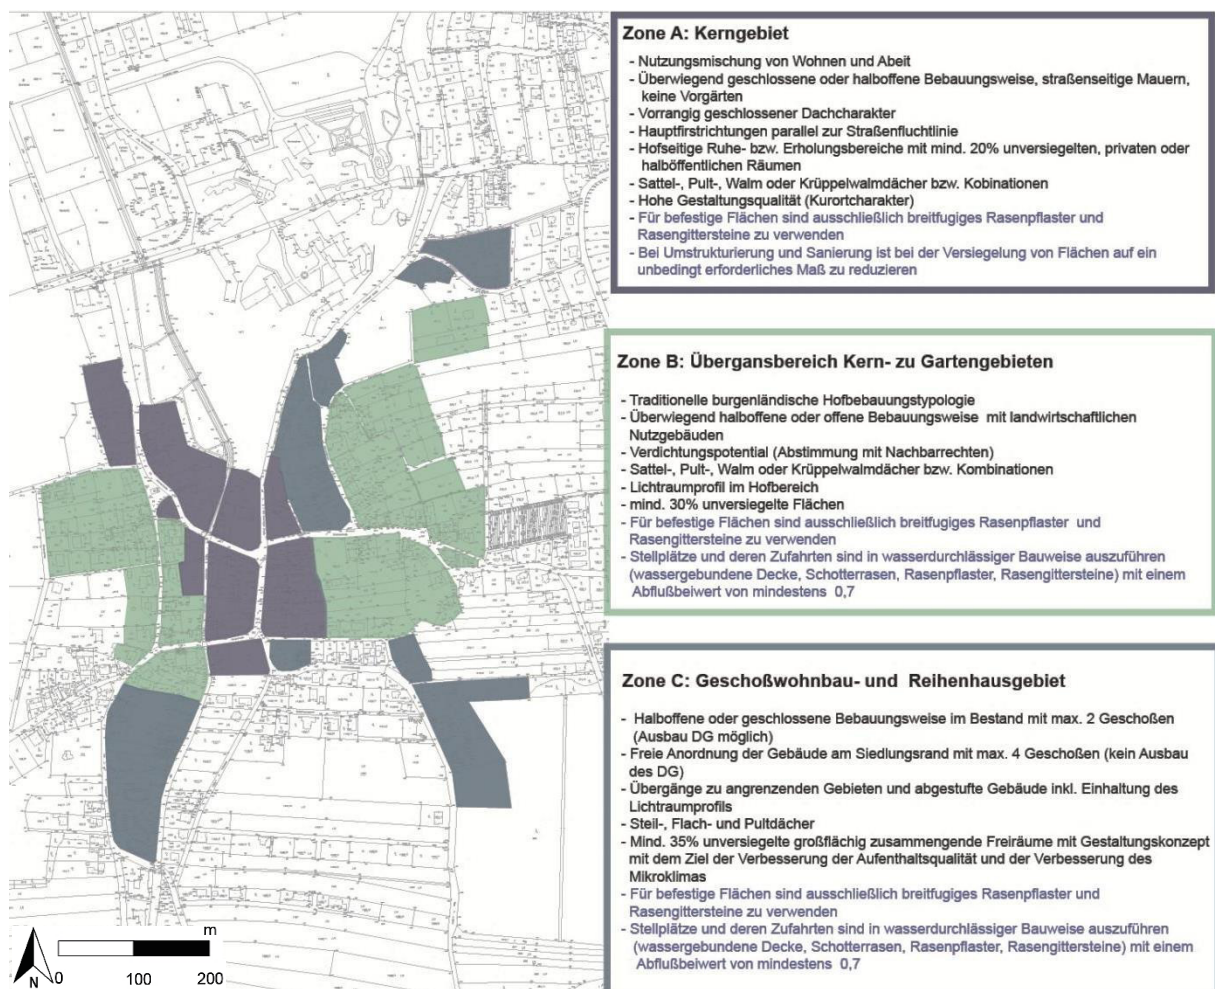 Zone A: Kerngebiet
- Nutzungsmischung von Wohnen und Abeit
- Überwiegend geschlossene oder halboffene Bebauungsweise, straßenseitige Mauern,
keine Vorgärten
- Vorrangig geschlossener Dachcharakter
- Hauptfirstrichtungen parallel zur Straßenfluchtlinie
- Hofseitige Ruhe- bzw. Erholungsbereiche mit mind. 20% unversiegelten, privaten oder
halböffentlichen Räumen
- Sattel-, Pult-, Walm oder Krüppelwalmdächer bzw. Kobinationen
- Hohe Gestaltungsqualität (Kurortcharakter)
- Für befestige Flächen sind ausschließlich breitfugiges Rasenpflaster und
Rasengittersteine zu verwenden
- Bei Umstrukturierung und Sanierung ist bei der Versiegelung von Flächen auf ein
unbedingt erforderliches Maß zu reduzieren
Zone B: Übergansbereich Kern- zu Gartengebieten
- Traditionelle burgenländische Hofbebauungstypologie
- Überwiegend halboffene oder offene Bebauungsweise mit landwirtschaftlichen
Nutzgebäuden
- Verdichtungspotential (Abstimmung mit Nachbarrechten)
- Sattel-, Pult-, Walm oder Krüppelwalmdächer bzw. Kombinationen
- Lichtraumprofil im Hofbereich
- mind. 30% unversiegelte Flächen
- Für befestige Flächen sind ausschließlich breitfugiges Rasenpflaster und
Rasengittersteine zu verwenden
- Stellplätze und deren Zufahrten sind in wasserdurchlässiger Bauweise auszuführen
(wassergebundene Decke, Schotterrasen, Rasenpflaster, Rasengittersteine) mit einem
Abflußbeiwert von mindestens 0,7
Zone C: Geschoßwohnbau- und Reihenhausgebiet
- Halboffene oder geschlossene Bebauungsweise im Bestand mit max. 2 Geschoßen
(Ausbau DG möglich)
- Freie Anordnung der Gebäude am Siedlungsrand mit max. 4 Geschoßen (kein Ausbau
des DG)
- Übergänge zu angrenzenden Gebieten und abgestufte Gebäude inkl. Einhaltung des
Lichtraumprofils
- Steil-, Flach- und Pultdächer
- Mind. 35% unversiegelte großflächig zusammengende Freiräume mit Gestaltungskonzept
mit dem Ziel der Verbesserung der Aufenthaltsqualität und der Verbesserung des
Mikroklimas
- Für befestige Flächen sind ausschließlich breitfugiges Rasenpflaster und
Rasengittersteine zu verwenden
- Stellplätze und deren Zufahrten sind in wasserdurchlässiger Bauweise auszuführen
(wassergebundene Decke, Schotterrasen, Rasenpflaster, Rasengittersteine) mit einem
Abflußbeiwert von mindestens 0,7
m
N 0 100 200